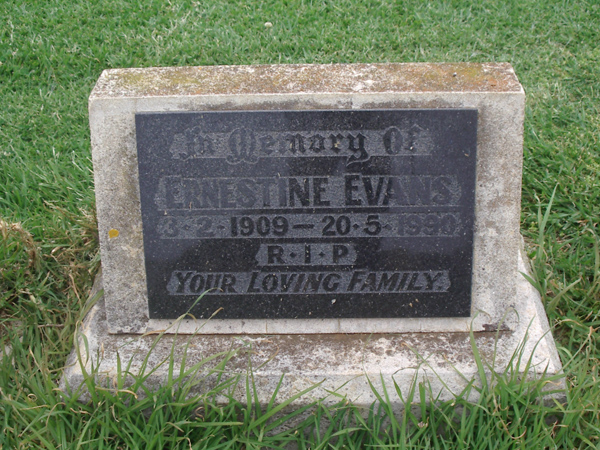 In Memory Of
ERNESTINE EVANS
3·2·1909—20·5·1990
R·I·P
YOUR LOVING FAMILY.